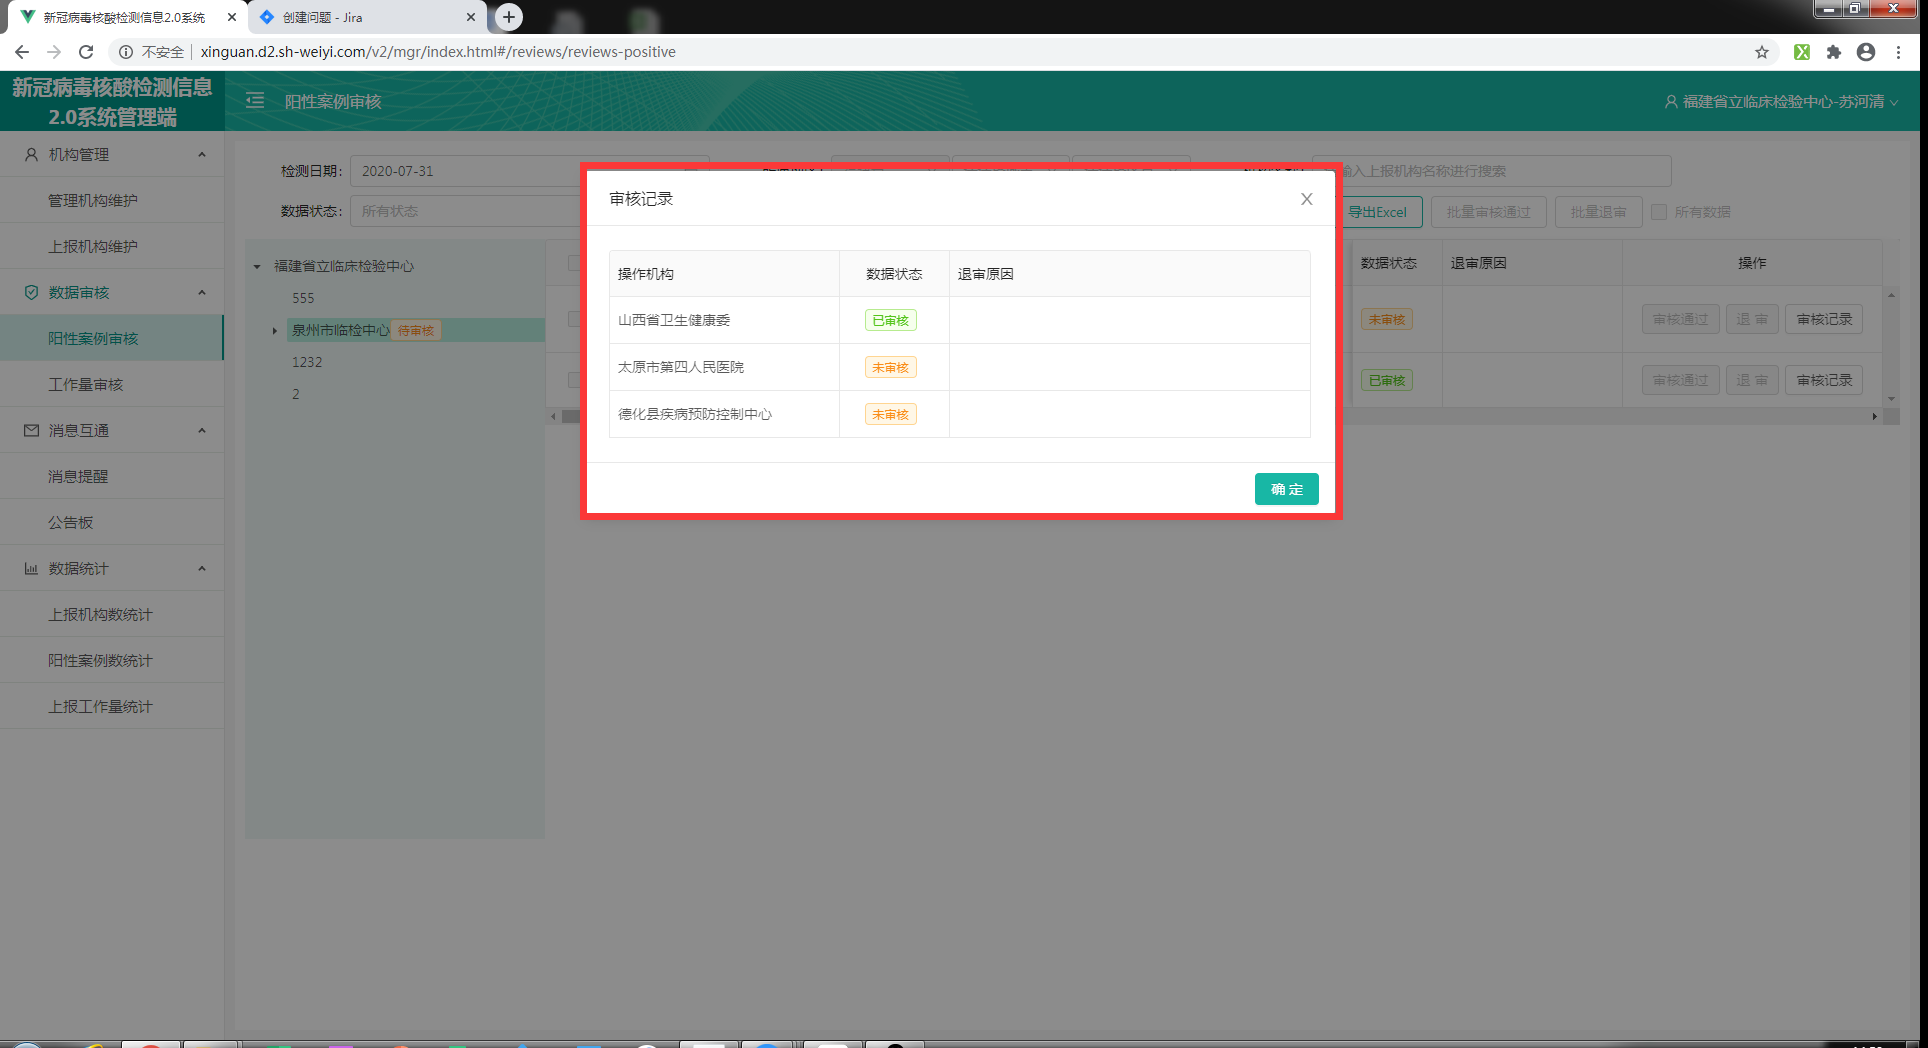 新冠病毒核酸检测信息2.0系统
创建问题 - Jira
不安全
xinguan.d2.sh-weiyi.com/v2/mgr/index.html#/reviews/reviews-positive
新冠病毒核酸检测信息
2.0系统管理端
阳性案例审核
福建省立临床检验中心-苏河清
机构管理
管理机构维护
上报机构维护
数据审核
阳性案例审核
工作量审核
消息互通
消息提醒
公告板
数据统计
上报机构数统计
阳性案例数统计
上报工作量统计
检测日期：
2020-07-31
输入上报机构名称进行搜索
数据状态：
所有状态
导出Excel
批量审核通过
批量退审
所有数据
福建省立临床检验中心
555
泉州市临检中心 待审核
1232
2
数据状态 退审原因 操作
未审核 审核通过 退 审 审核记录
已审核 审核通过 退 审 审核记录
审核记录
操作机构 数据状态 退审原因
山西省卫生健康委 已审核
太原市第四人民医院 未审核
德化县疾病预防控制中心 未审核
确 定